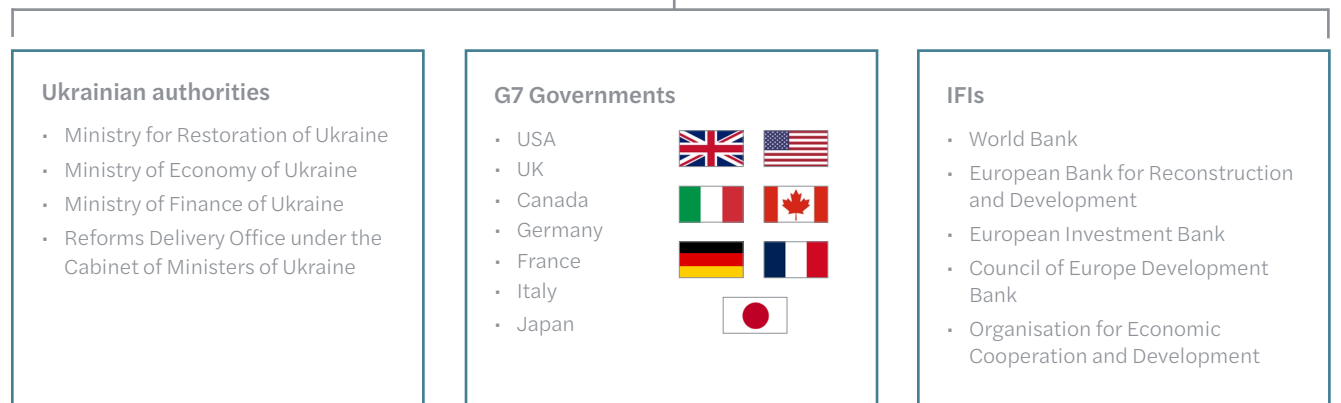 Ukrainian authorities
· Ministry for Restoration of Ukraine
· Ministry of Economy of Ukraine
· Ministry of Finance of Ukraine
· Reforms Delivery Office under the
Cabinet of Ministers of Ukraine
G7 Governments
· USA
· UK
· Canada
· Germany
· France
· Italy
· Japan
IFIs
· World Bank
· European Bank for Reconstruction
and Development
· European Investment Bank
· Council of Europe Development
Bank
· Organisation for Economic
Cooperation and Development